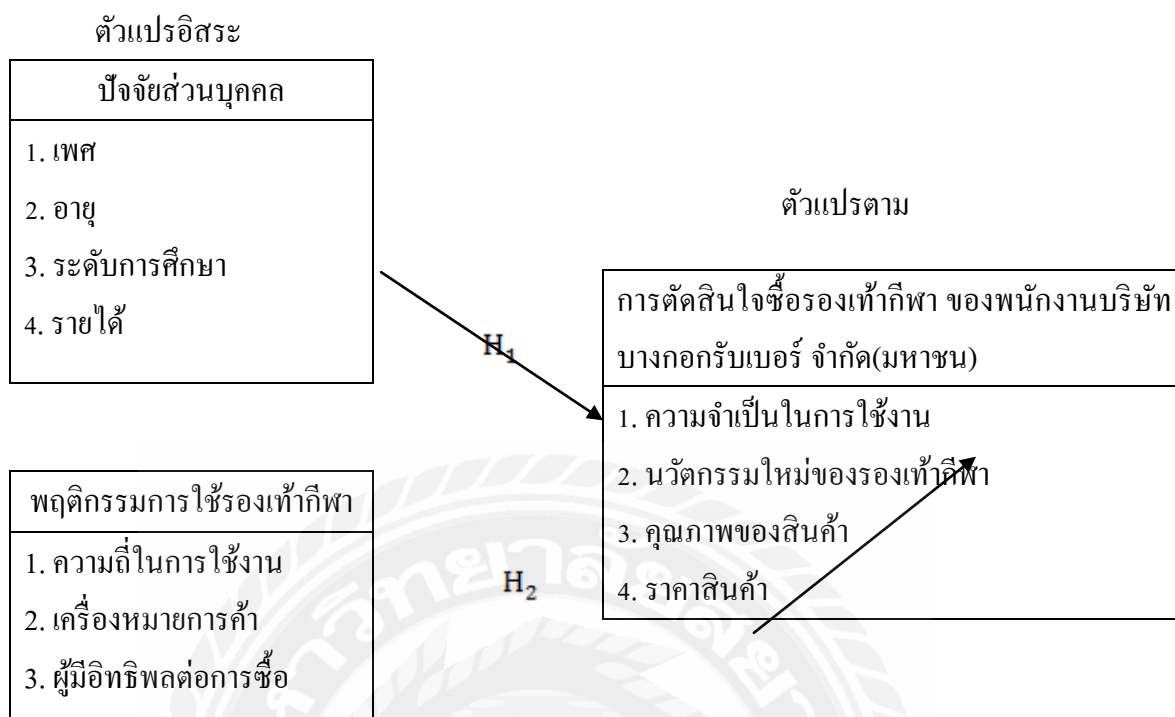 ตัวแปรอิสระ
ปัจจัยส่วนบุคคล
1. เพศ
2. อายุ
3. ระดับการศึกษา
4. รายได้
H₁
ตัวแปรตาม
การตัดสินใจซื้อรองเท้ากีฬา ของพนักงานบริษัท
บางกอกรับเบอร์ จำกัด(มหาชน)
1. ความจำเป็นในการใช้งาน
2. นวัตกรรมใหม่ของรองเท้ากีฬา
3. คุณภาพของสินค้า
4. ราคาสินค้า
พฤติกรรมการใช้รองเท้ากีฬา
1. ความถี่ในการใช้งาน
2. เครื่องหมายการค้า
3. ผู้มีอิทธิพลต่อการซื้อ
H₂